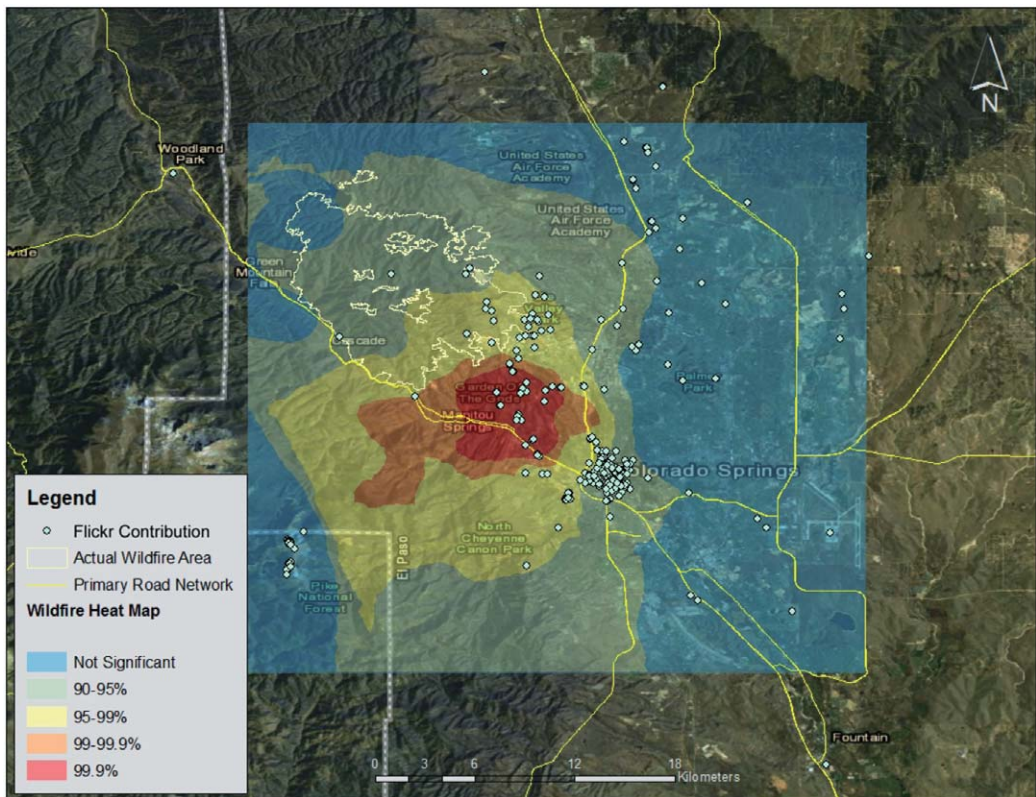 Woodland
Park
N
United States
Air Force
Academy
United States
Air Force
Academy
vide
Green
Mountain
Cascade
Palmer
Park
Garden O
The Gods
Manitou
Springs
Colorado Springs
North
Cheyenne
Canon Park
El Paso
Pike
National
Forest
Fountain
Legend
Flickr Contribution
Actual Wildfire Area
Primary Road Network
Wildfire Heat Map
Not Significant
90-95%
95-99%
99-99.9%
99.9%
0 3 6 12 18
Kilometers